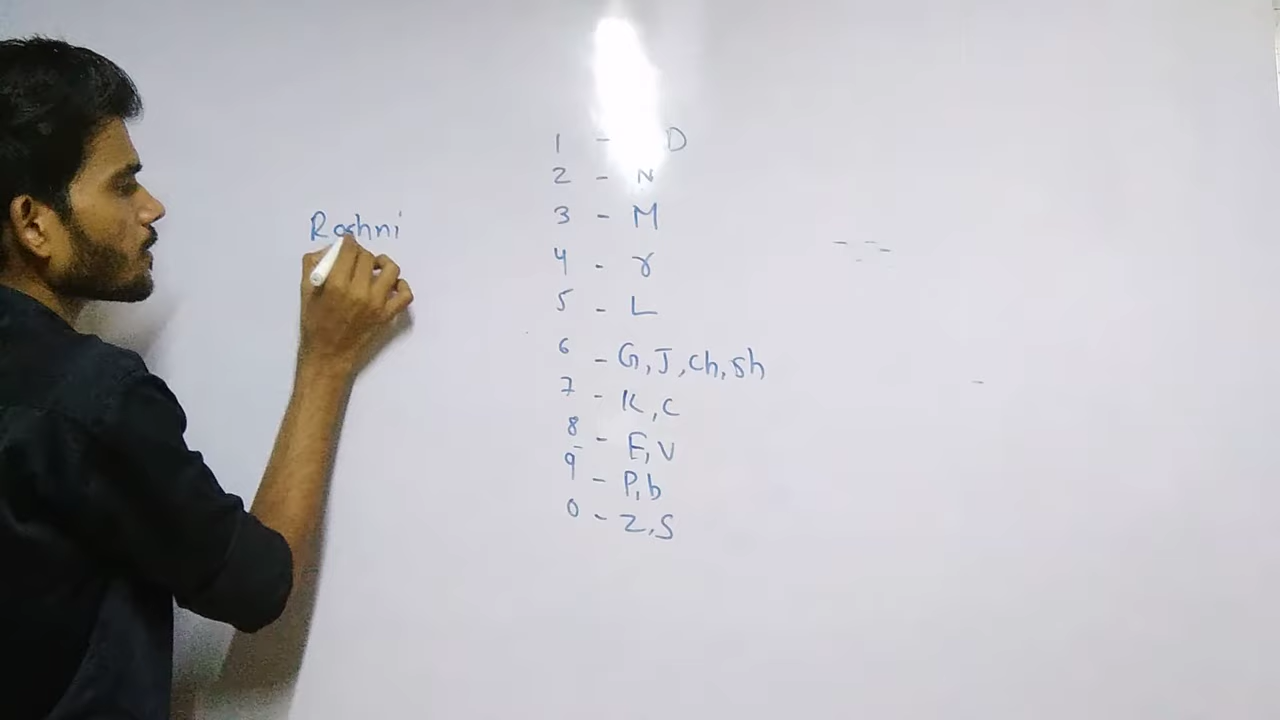 Roshni
1 - D
2 - N
3 - M
4 - r
5 - L
6 - G, J, ch, sh
7 - K, C
8 - F, V
9 - P, b
0 - Z, S